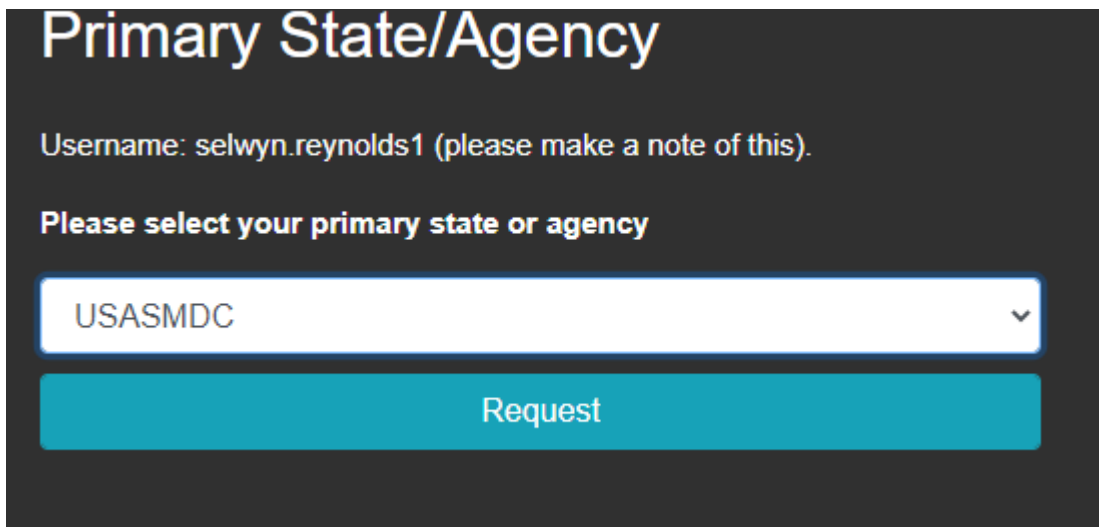 Primary State/Agency
Username: selwyn.reynolds1 (please make a note of this).
Please select your primary state or agency
USASMDC
Request